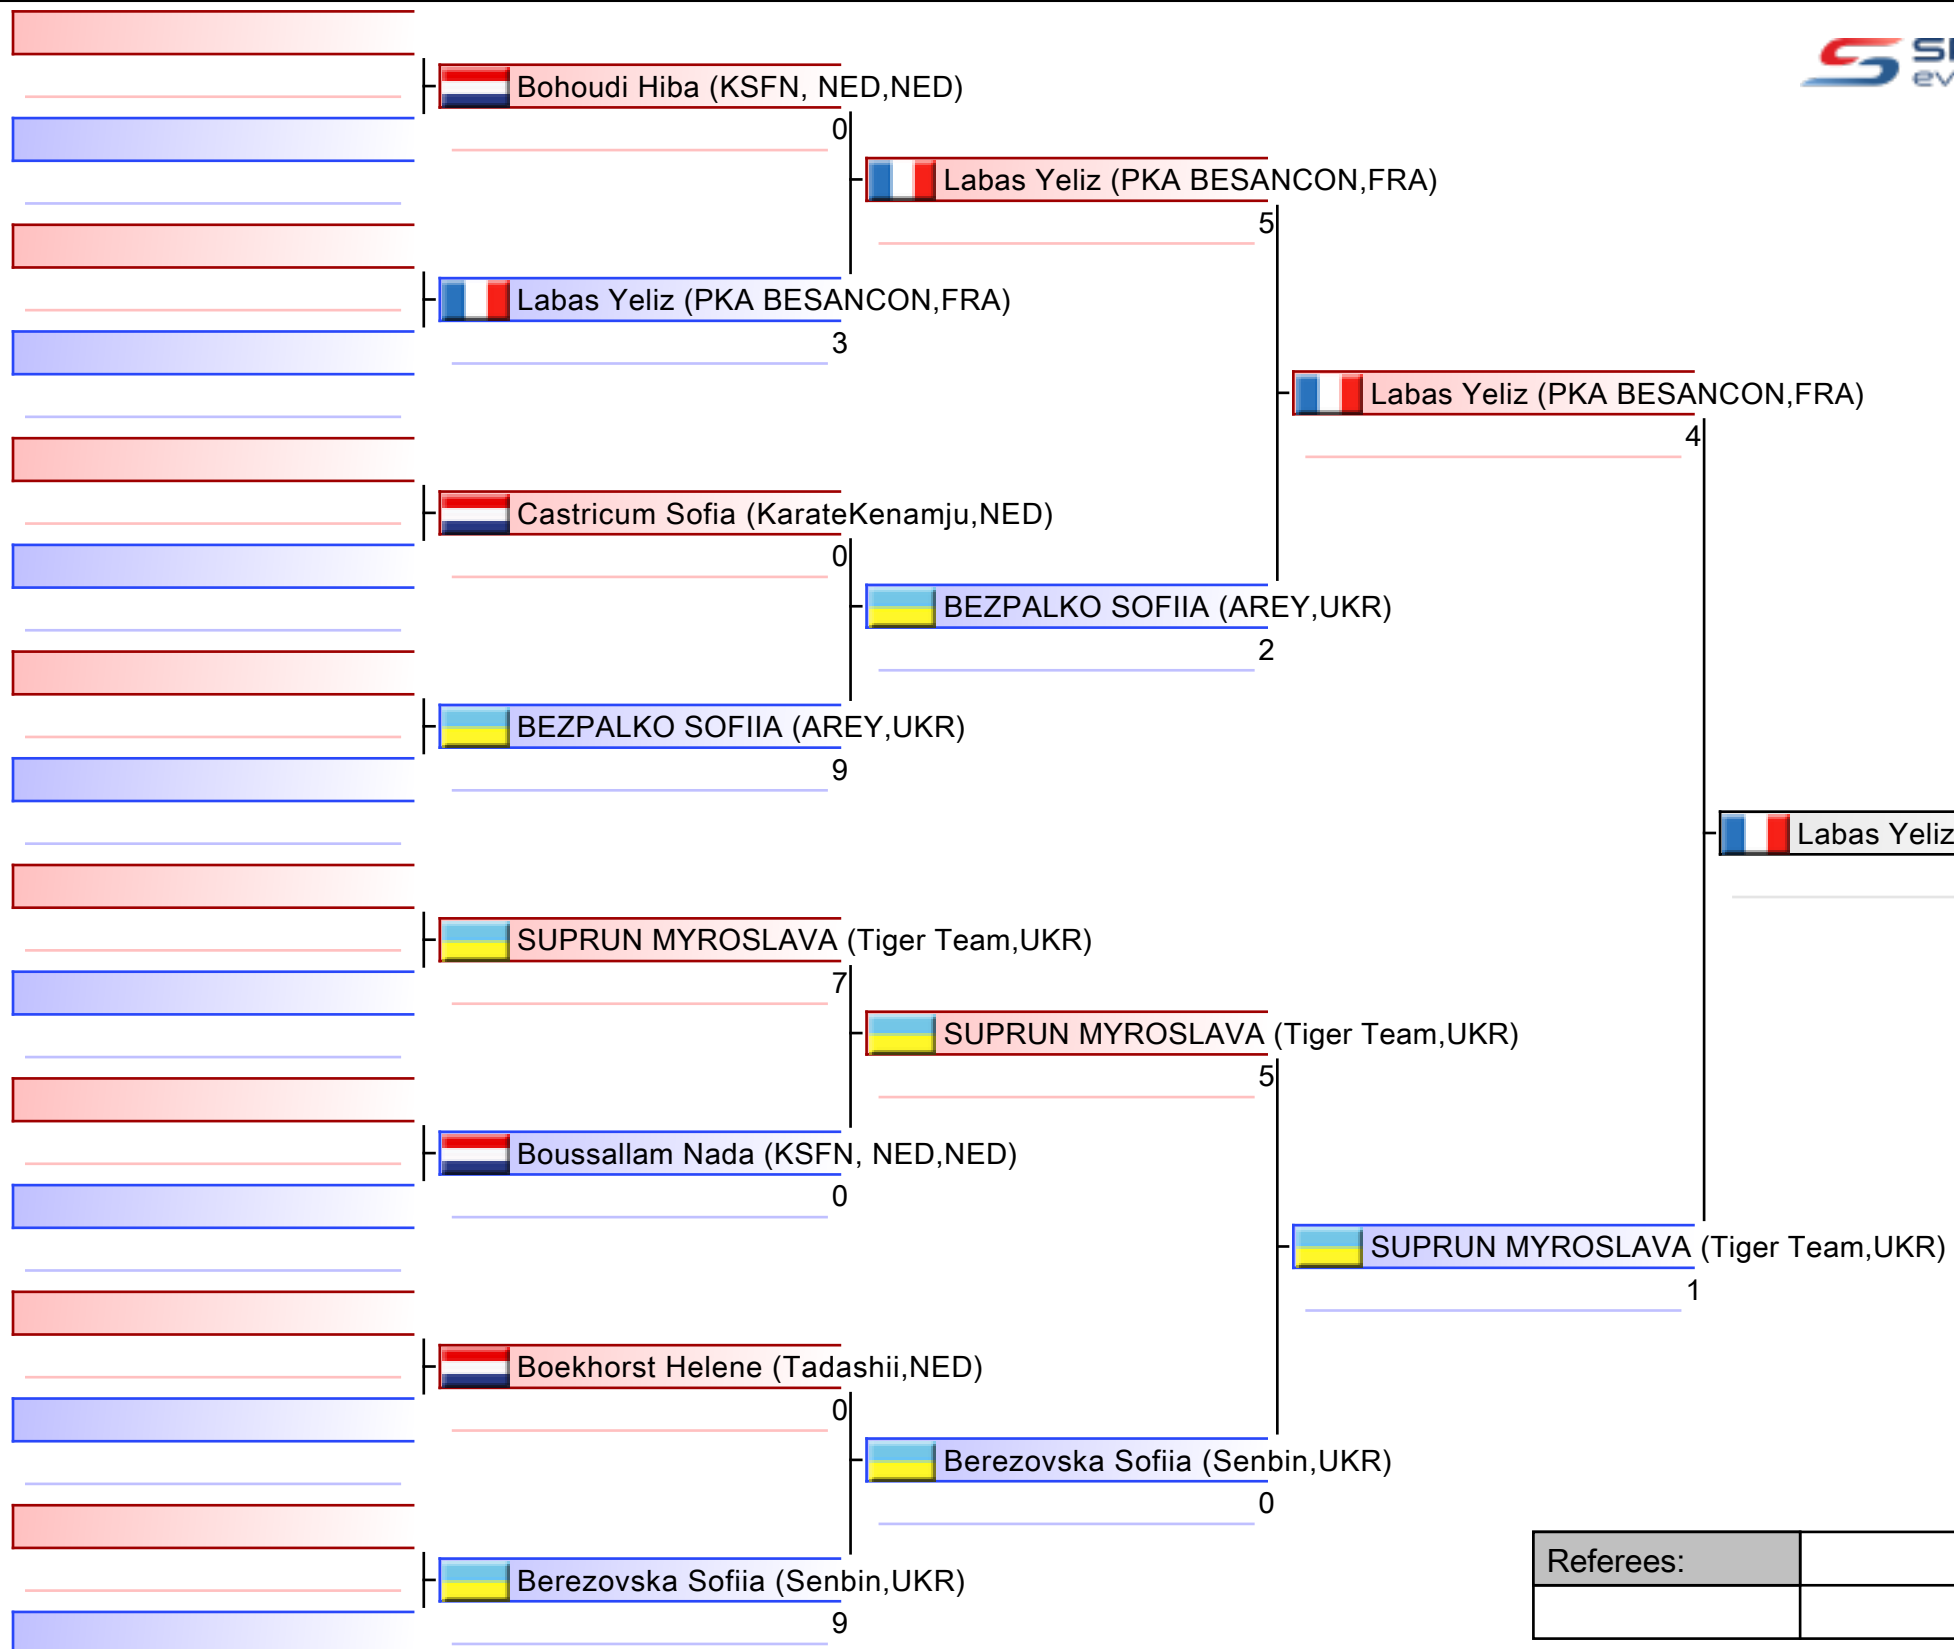 Bohoudi Hiba (KSFN, NED,NED)
0
Labas Yeliz (PKA BESANCON,FRA)
5
Labas Yeliz (PKA BESANCON,FRA)
3
Labas Yeliz (PKA BESANCON,FRA)
4
Castricum Sofia (KarateKenamju,NED)
0
BEZPALKO SOFIIA (AREY,UKR)
2
BEZPALKO SOFIIA (AREY,UKR)
9
Labas Yeliz
SUPRUN MYROSLAVA (Tiger Team,UKR)
7
SUPRUN MYROSLAVA (Tiger Team,UKR)
5
Boussallam Nada (KSFN, NED,NED)
0
SUPRUN MYROSLAVA (Tiger Team,UKR)
1
Boekhorst Helene (Tadashii,NED)
0
Berezovska Sofiia (Senbin,UKR)
0
Berezovska Sofiia (Senbin,UKR)
9
Referees: